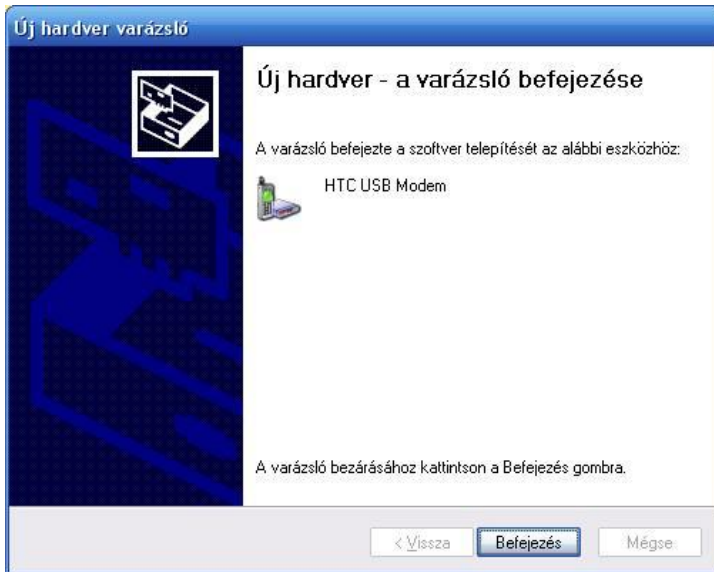 Új hardver varázsló
Új hardver - a varázsló befejezése
A varázsló befejezte a szoftver telepítését az alábbi eszközhöz:
HTC USB Modem
A varázsló bezárásához kattintson a Befejezés gombra.
< Vissza Befejezés Mégse